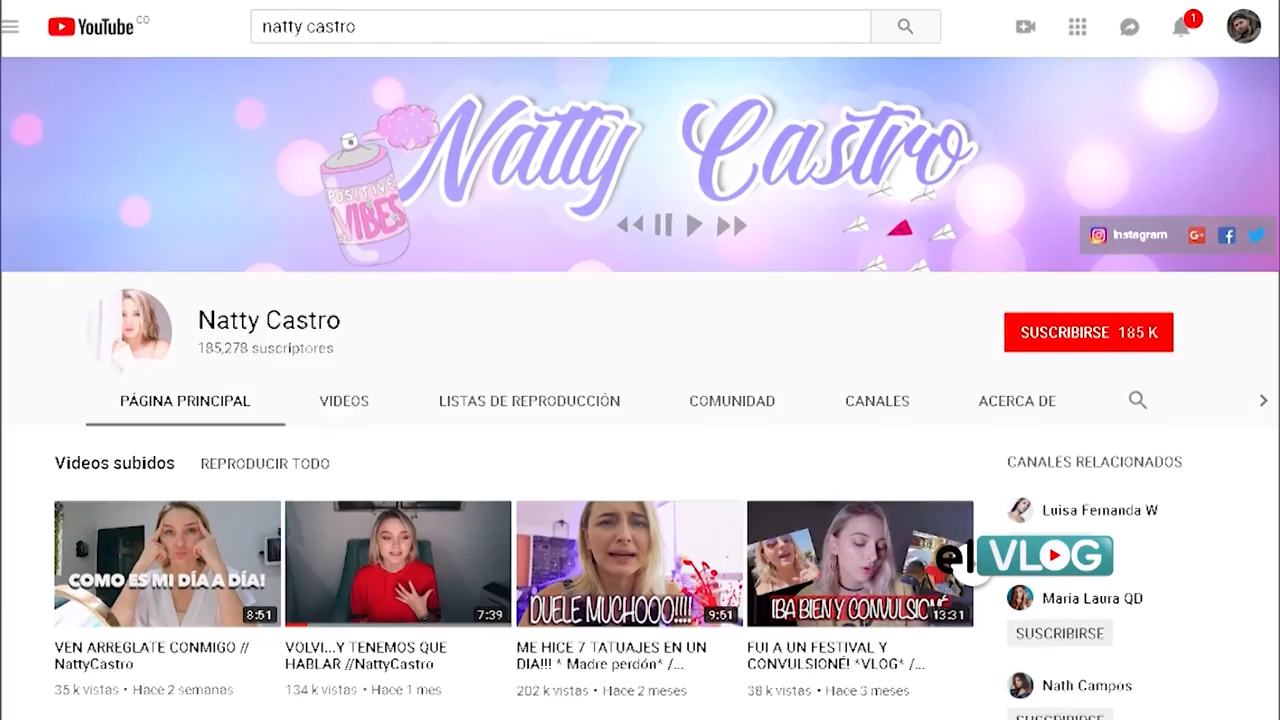 YouTube CO
natty castro
1
Natty Castro
POSITIVE
VIBES
Instagram
Natty Castro
185,278 suscriptores
SUSCRIBIRSE 185 K
PÁGINA PRINCIPAL
VIDEOS
LISTAS DE REPRODUCCIÓN
COMUNIDAD
CANALES
ACERCA DE
Videos subidos
REPRODUCIR TODO
CANALES RELACIONADOS
COMO ES MI DÍA A DÍA!
8:51
7:39
DUELE MUCHOOO!!!!
9:51
IBA BIEN Y CONVULSIONÉ
13:31
VEN ARREGLATE CONMIGO //
NattyCastro
35 k vistas • Hace 2 semanas
VOLVI...Y TENEMOS QUE
HABLAR //NattyCastro
134 k vistas • Hace 1 mes
ME HICE 7 TATUAJES EN UN
DIA!!! * Madre perdón* /...
202 k vistas • Hace 2 meses
FUI A UN FESTIVAL Y
CONVULSIONÉ! *VLOG* /...
38 k vistas • Hace 3 meses
Luisa Fernanda W
el VLOG
Maria Laura QD
SUSCRIBIRSE
Nath Campos
SUSCRIBIRSE